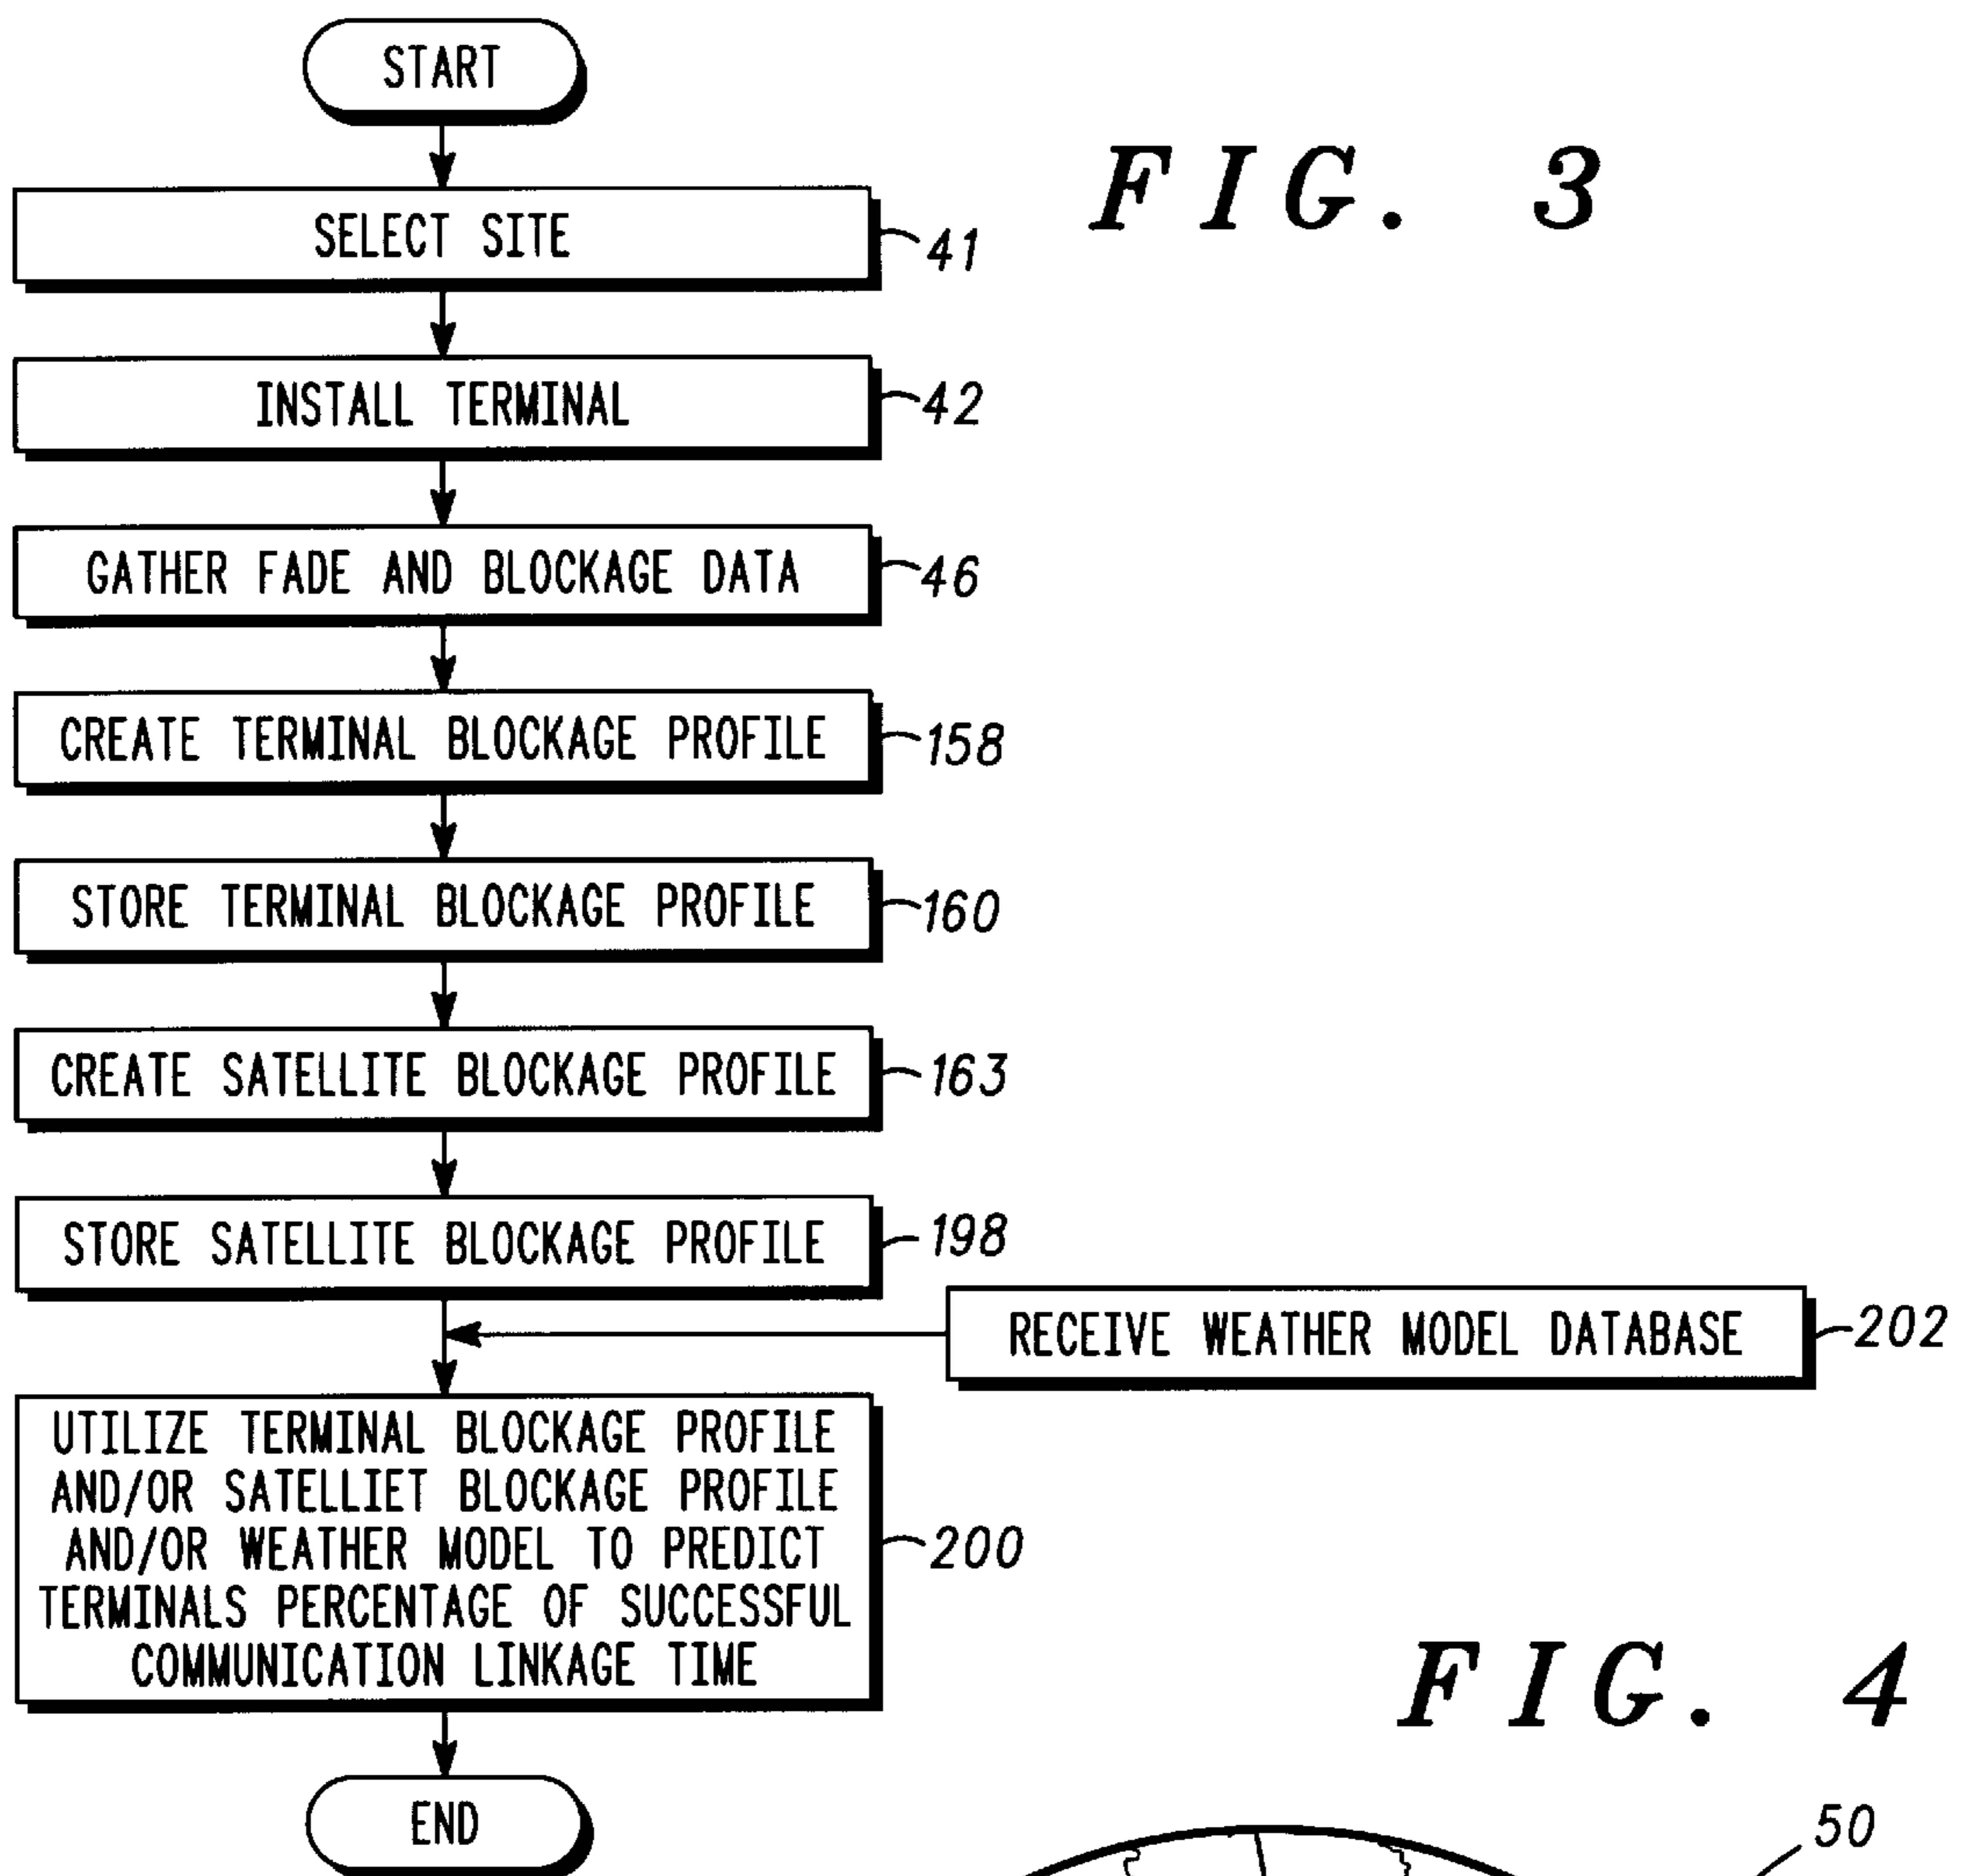 START
FIG. 3
SELECT SITE
41
INSTALL TERMINAL
42
GATHER FADE AND BLOCKAGE DATA
46
CREATE TERMINAL BLOCKAGE PROFILE
158
STORE TERMINAL BLOCKAGE PROFILE
160
CREATE SATELLITE BLOCKAGE PROFILE
163
STORE SATELLITE BLOCKAGE PROFILE
198
RECEIVE WEATHER MODEL DATABASE
202
UTILIZE TERMINAL BLOCKAGE PROFILE
AND/OR SATELLIET BLOCKAGE PROFILE
AND/OR WEATHER MODEL TO PREDICT
TERMINALS PERCENTAGE OF SUCCESSFUL
COMMUNICATION LINKAGE TIME
200
END
FIG. 4
50